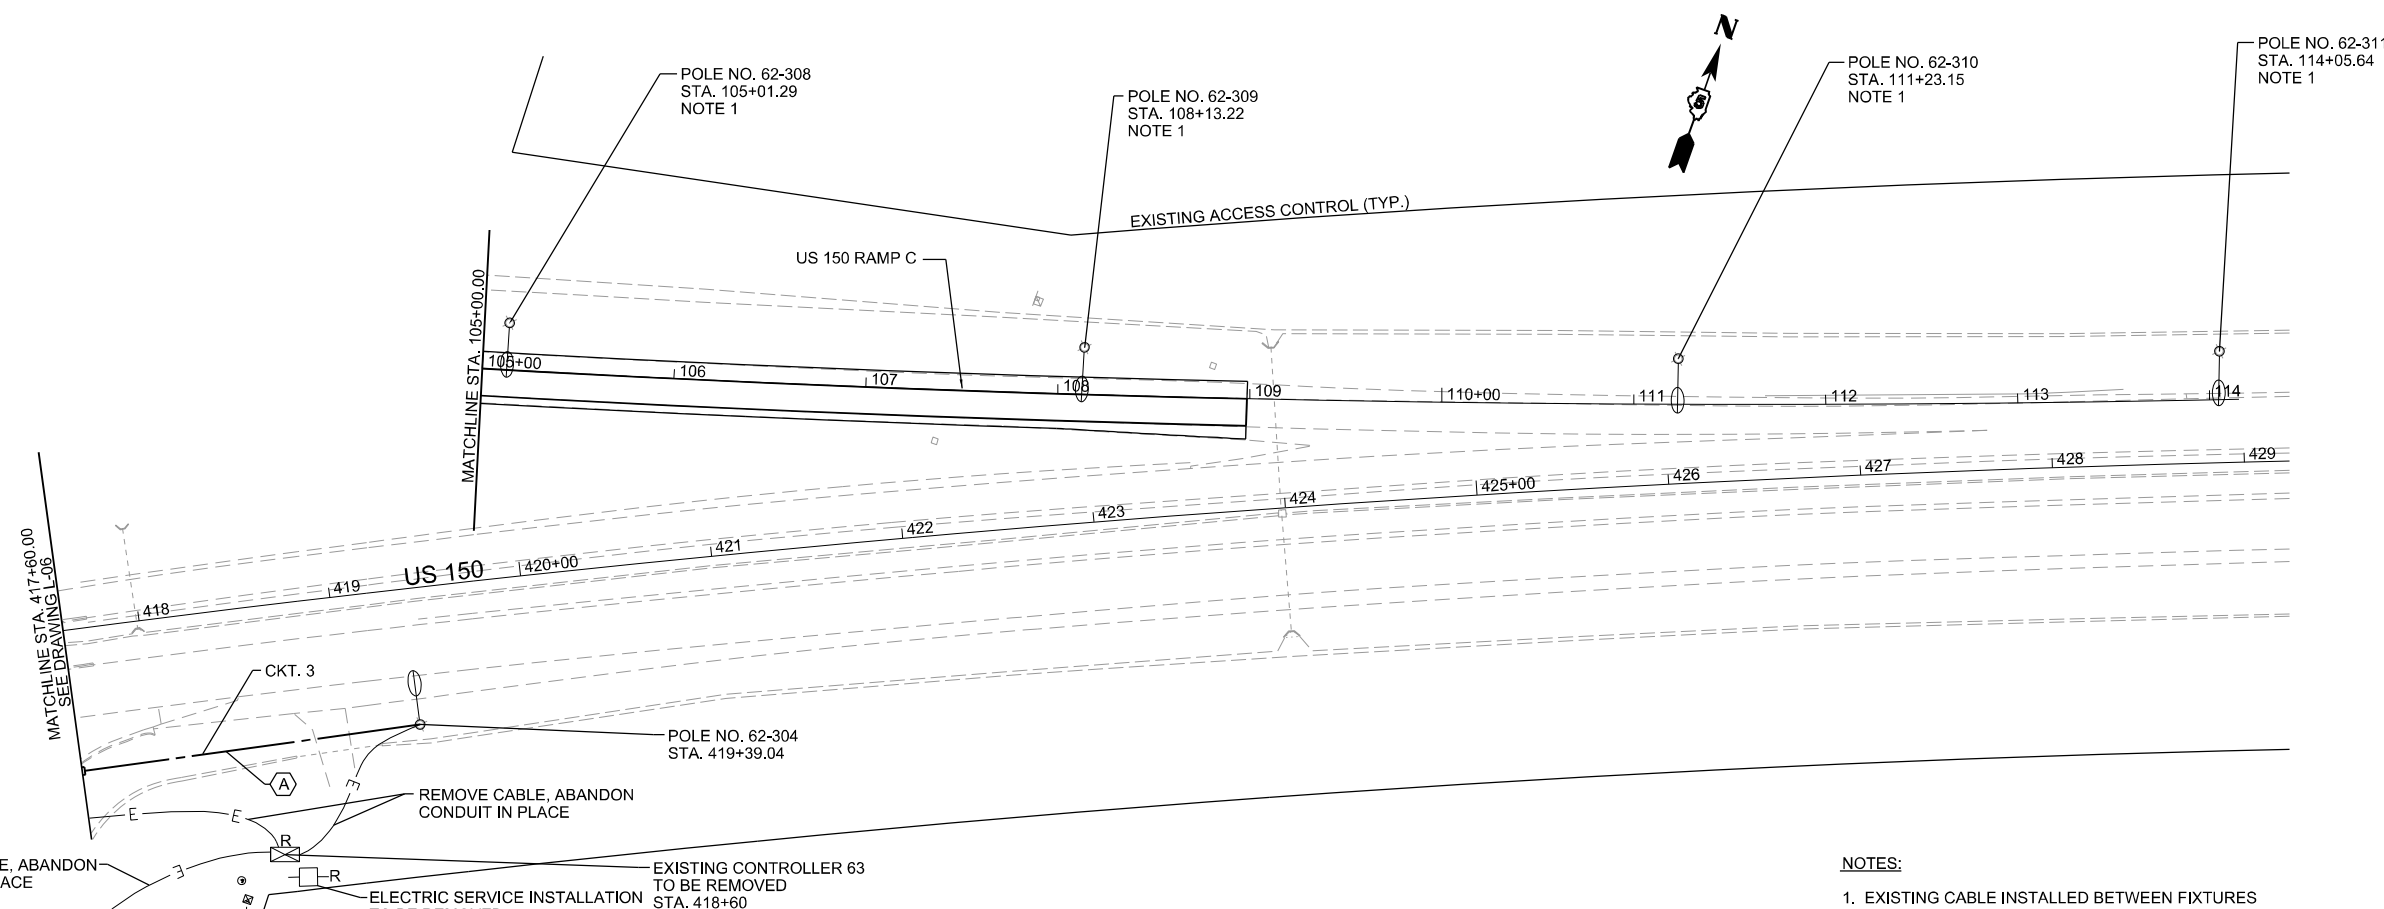 N
5
POLE NO. 62-308
STA. 105+01.29
NOTE 1
POLE NO. 62-309
STA. 108+13.22
NOTE 1
POLE NO. 62-310
STA. 111+23.15
NOTE 1
POLE NO. 62-311
STA. 114+05.64
NOTE 1
EXISTING ACCESS CONTROL (TYP.)
US 150 RAMP C
MATCHLINE STA. 105+00.00
105+00
106
107
108
109
110+00
111
112
113
114
MATCHLINE STA. 417+60.00
SEE DRAWING L-06
418
419
US 150
420+00
421
422
423
424
425+00
426
427
428
429
CKT. 3
A
POLE NO. 62-304
STA. 419+39.04
E
E
E
E
REMOVE CABLE, ABANDON
CONDUIT IN PLACE
R
R
E, ABANDON
ACE
EXISTING CONTROLLER 63
TO BE REMOVED
STA. 418+60
ELECTRIC SERVICE INSTALLATION
NOTES:
1. EXISTING CABLE INSTALLED BETWEEN FIXTURES